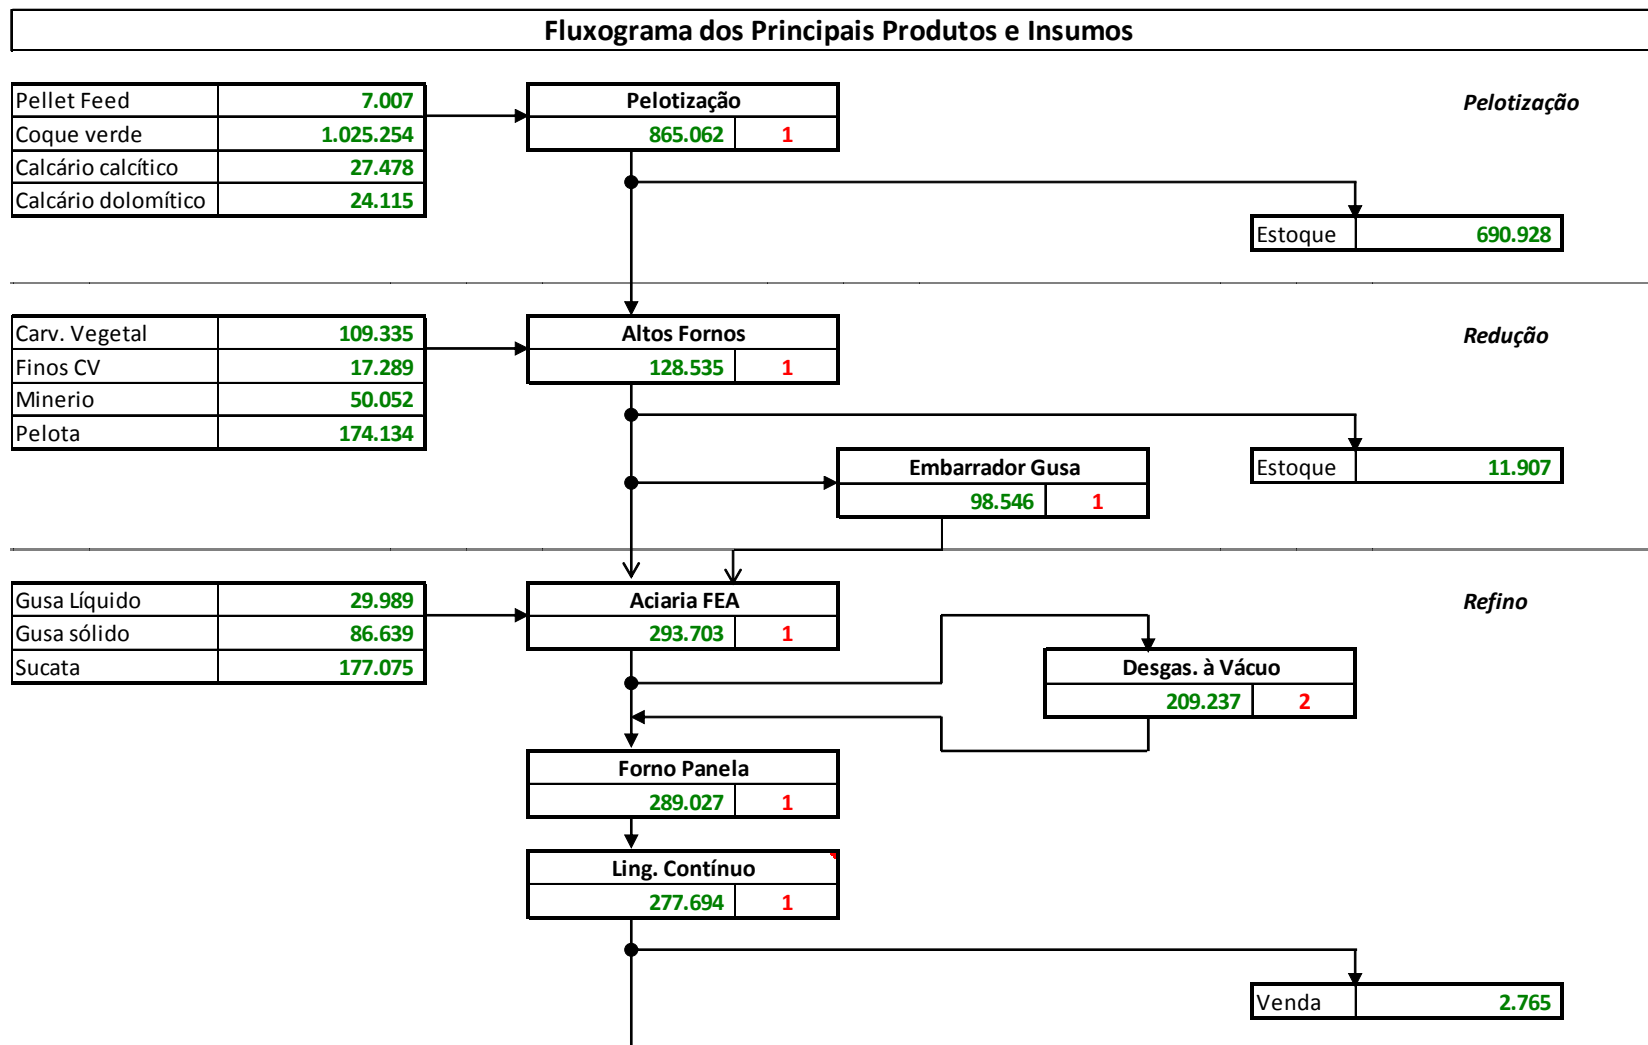 Fluxograma dos Principais Produtos e Insumos
Pellet Feed 7.007
Coque verde 1.025.254
Calcário calcítico 27.478
Calcário dolomítico 24.115
Pelotização
865.062 1
Pelotização
Estoque 690.928
Carv. Vegetal 109.335
Finos CV 17.289
Minerio 50.052
Pelota 174.134
Altos Fornos
128.535 1
Redução
Embarrador Gusa
98.546 1
Estoque 11.907
Gusa Líquido 29.989
Gusa sólido 86.639
Sucata 177.075
Aciaria FEA
293.703 1
Refino
Desgas. à Vácuo
209.237 2
Forno Panela
289.027 1
Ling. Contínuo
277.694 1
Venda 2.765